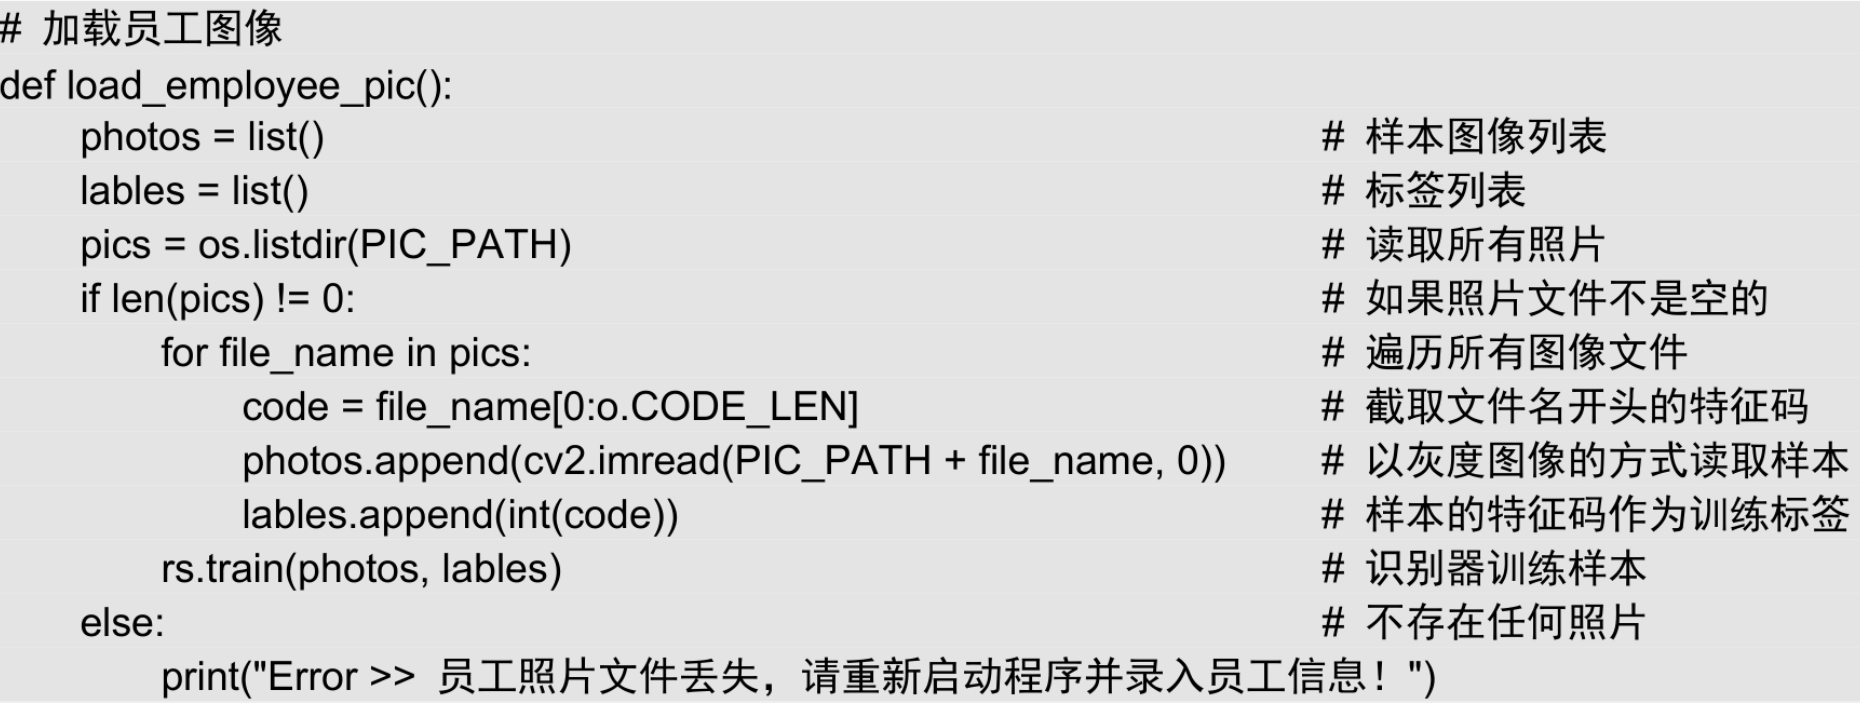 # 加载员工图像
def load_employee_pic():
    photos = list() # 样本图像列表
    lables = list() # 标签列表
    pics = os.listdir(PIC_PATH) # 读取所有照片
    if len(pics) != 0: # 如果照片文件不是空的
        for file_name in pics: # 遍历所有图像文件
            code = file_name[0:o.CODE_LEN] # 截取文件名开头的特征码
            photos.append(cv2.imread(PIC_PATH + file_name, 0)) # 以灰度图像的方式读取样本
            lables.append(int(code)) # 样本的特征码作为训练标签
        rs.train(photos, lables) # 识别器训练样本
    else: # 不存在任何照片
        print("Error >> 员工照片文件丢失，请重新启动程序并录入员工信息！")